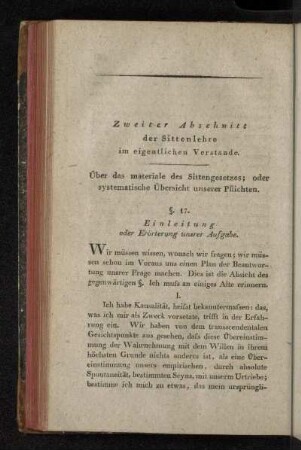 Zweiter Abschnitt
der Sittenlehre
im eigentlichen Verstande.
Über das materiale des Sittengesetzes; oder
systematische Übersicht unserer Pflichten.
§. 17.
Einleitung
oder Erörterung unserer Aufgabe.
Wir müssen wissen, wonach wir fragen; wir müs-
sen schon im Voraus uns einen Plan der Beantwor-
tung unsrer Frage machen. Dies ist die Absicht des
gegenwärtigen §. Ich muſs an einiges Alte erinnern.
I.
Ich habe Kausalität, heiſst bekanntermaſsen: das,
was ich mir als Zweck vorsetze, trifft in der Erfah-
rung ein. Wir haben von dem transscendentalen
Gesichtspunkte aus gesehen, daſs diese Übereinstim-
mung der Wahrnehmung mit dem Willen in ihrem
höchsten Grunde nichts anderes ist, als eine Über-
einstimmung unsers empirischen, durch absolute
Spontaneität, bestimmten Seyns, mit unserm Urtriebe;
bestimme ich mich zu etwas, das mein ursprüngli-